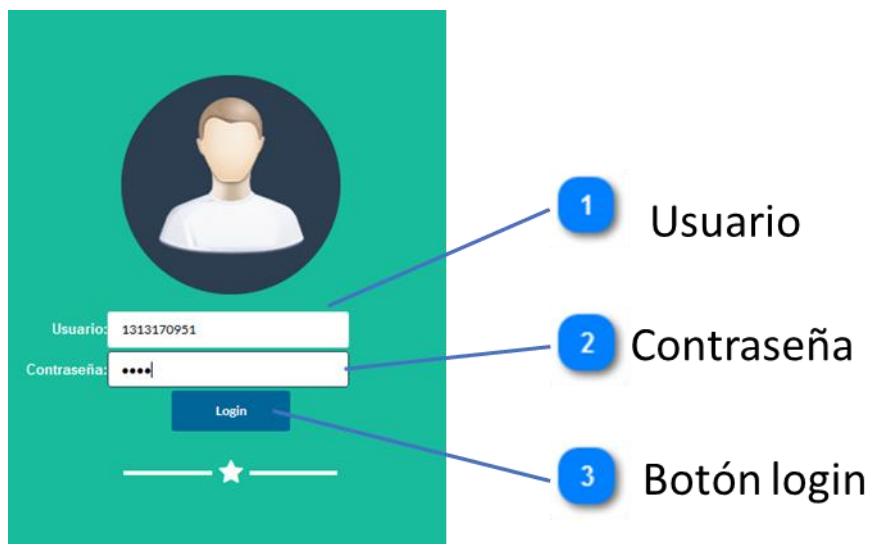 Usuario: 1313170951
Contraseña: ••••
Login
1 Usuario
2 Contraseña
3 Botón login